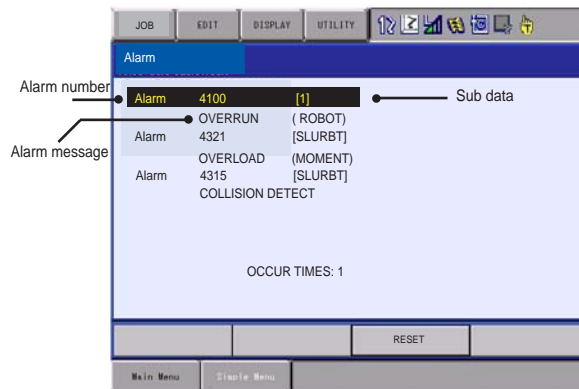 JOB EDIT DISPLAY UTILITY
Alarm
Alarm number
Alarm 4100 [1]
Sub data
OVERRUN ( ROBOT)
Alarm message
Alarm 4321 [SLURBT]
OVERLOAD (MOMENT)
Alarm 4315 [SLURBT]
COLLISION DETECT
OCCUR TIMES: 1
RESET
Main Menu Simple Menu